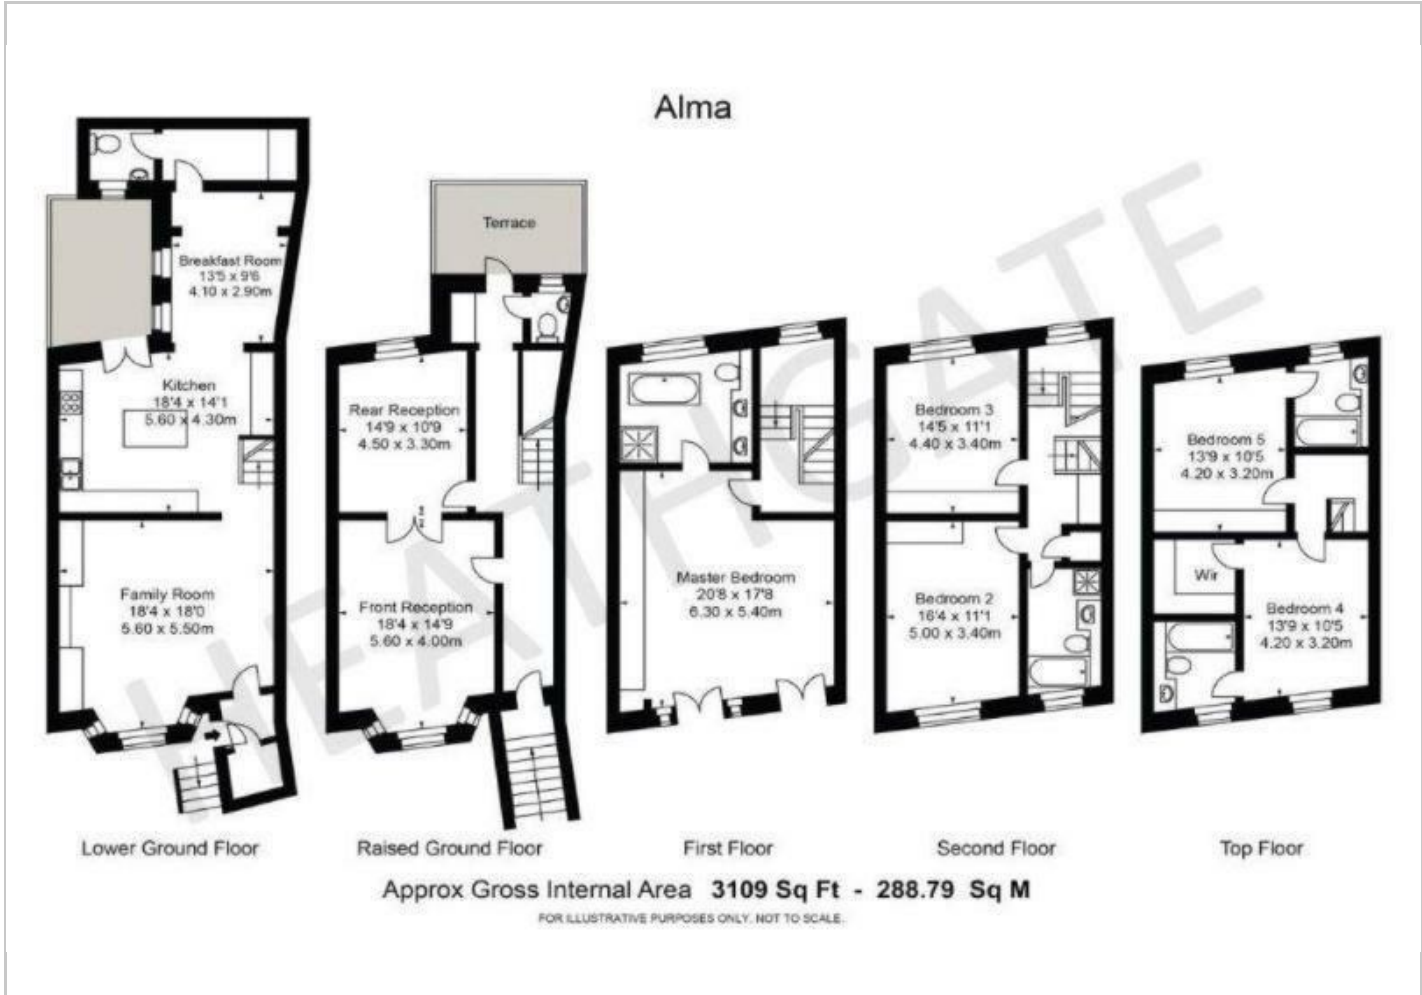 Alma
Breakfast Room
13'5 x 9'6
4.10 x 2.90m
Kitchen
18'4 x 14'1
5.60 x 4.30m
Family Room
18'4 x 18'0
5.60 x 5.50m
Lower Ground Floor
Terrace
Rear Reception
14'9 x 10'9
4.50 x 3.30m
Front Reception
18'4 x 14'9
5.60 x 4.00m
Raised Ground Floor
Master Bedroom
20'8 x 17'8
6.30 x 5.40m
First Floor
Bedroom 3
14'5 x 11'1
4.40 x 3.40m
Bedroom 2
16'4 x 11'1
5.00 x 3.40m
Second Floor
Bedroom 5
13'9 x 10'5
4.20 x 3.20m
Wir
Bedroom 4
13'9 x 10'5
4.20 x 3.20m
Top Floor
HEATHGATE
Approx Gross Internal Area 3109 Sq Ft - 288.79 Sq M
FOR ILLUSTRATIVE PURPOSES ONLY. NOT TO SCALE.